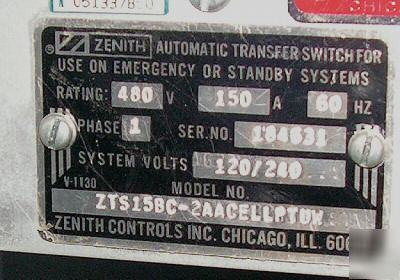 ZENITH AUTOMATIC TRANSFER SWITCH FOR
USE ON EMERGENCY OR STANDBY SYSTEMS
RATING: 480 V 150 A 60 HZ
PHASE 1 SER.NO. 184631
SYSTEM VOLTS 120/240
V-1130 MODEL NO.
ZENITH CONTROLS INC. CHICAGO, ILL.